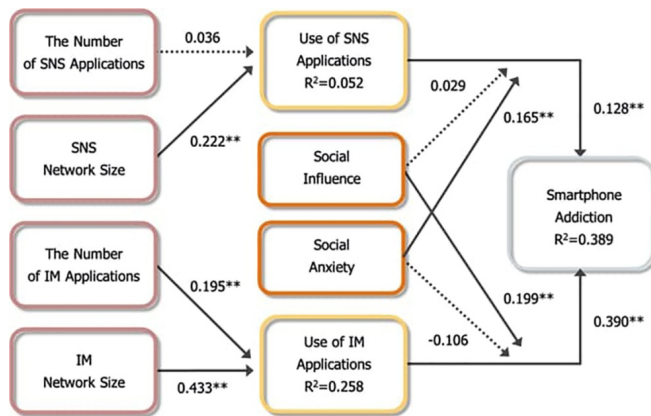 The Number
of SNS Applications
0.036
Use of SNS
Applications
R²=0.052
0.029
0.165**
0.128**
SNS
Network Size
0.222**
Social
Influence
Smartphone
Addiction
R²=0.389
The Number
of IM Applications
0.195**
Social
Anxiety
0.199**
0.390**
-0.106
IM
Network Size
0.433**
Use of IM
Applications
R²=0.258